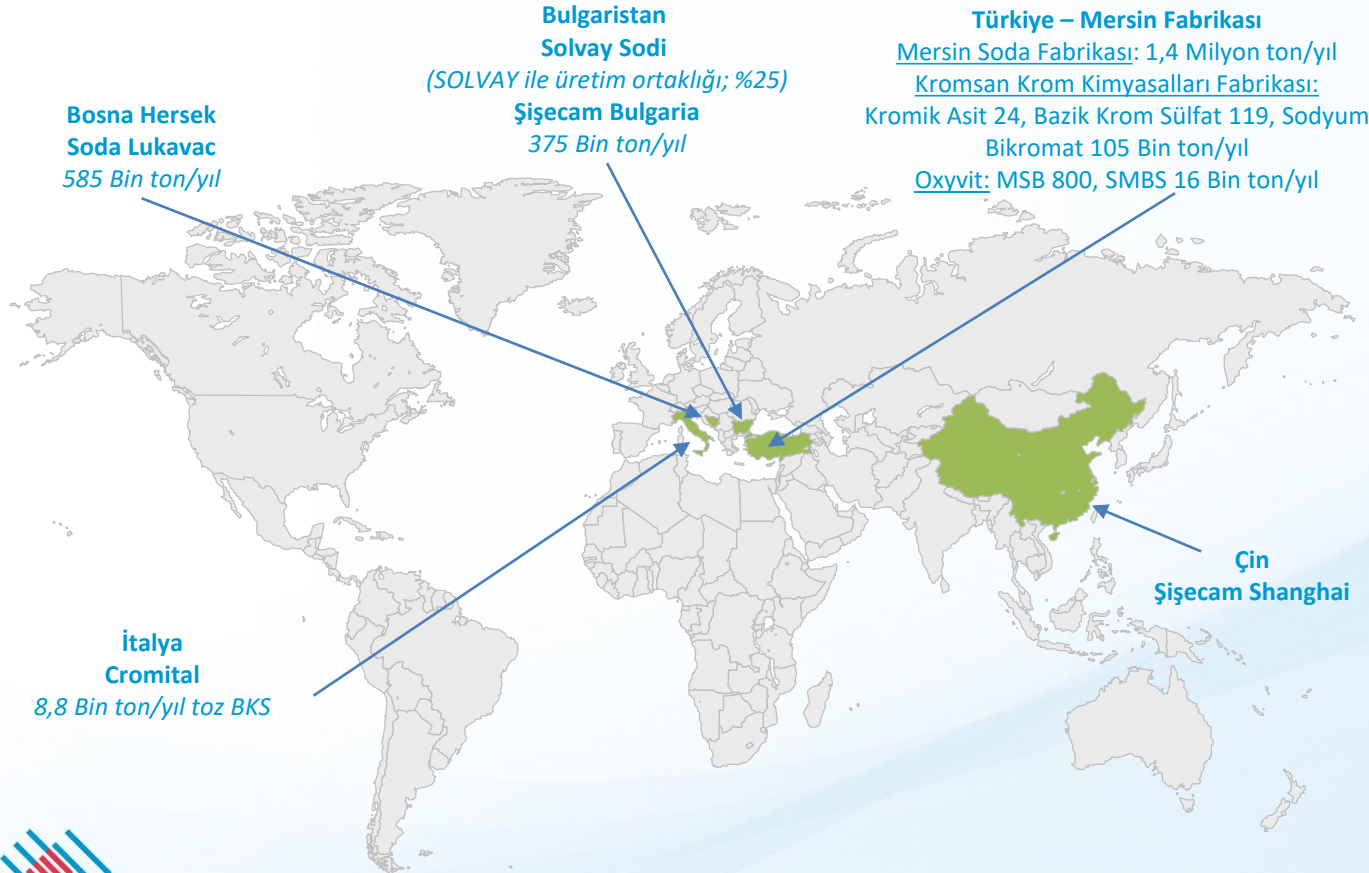 Bulgaristan
Solvay Sodi
(SOLVAY ile üretim ortaklığı; %25)
Şişecam Bulgaria
375 Bin ton/yıl
Türkiye – Mersin Fabrikası
Mersin Soda Fabrikası: 1,4 Milyon ton/yıl
Kromsan Krom Kimyasalları Fabrikası:
Kromik Asit 24, Bazik Krom Sülfat 119, Sodyum
Bikromat 105 Bin ton/yıl
Oxyvit: MSB 800, SMBS 16 Bin ton/yıl
Bosna Hersek
Soda Lukavac
585 Bin ton/yıl
Çin
Şişecam Shanghai
İtalya
Cromital
8,8 Bin ton/yıl toz BKS